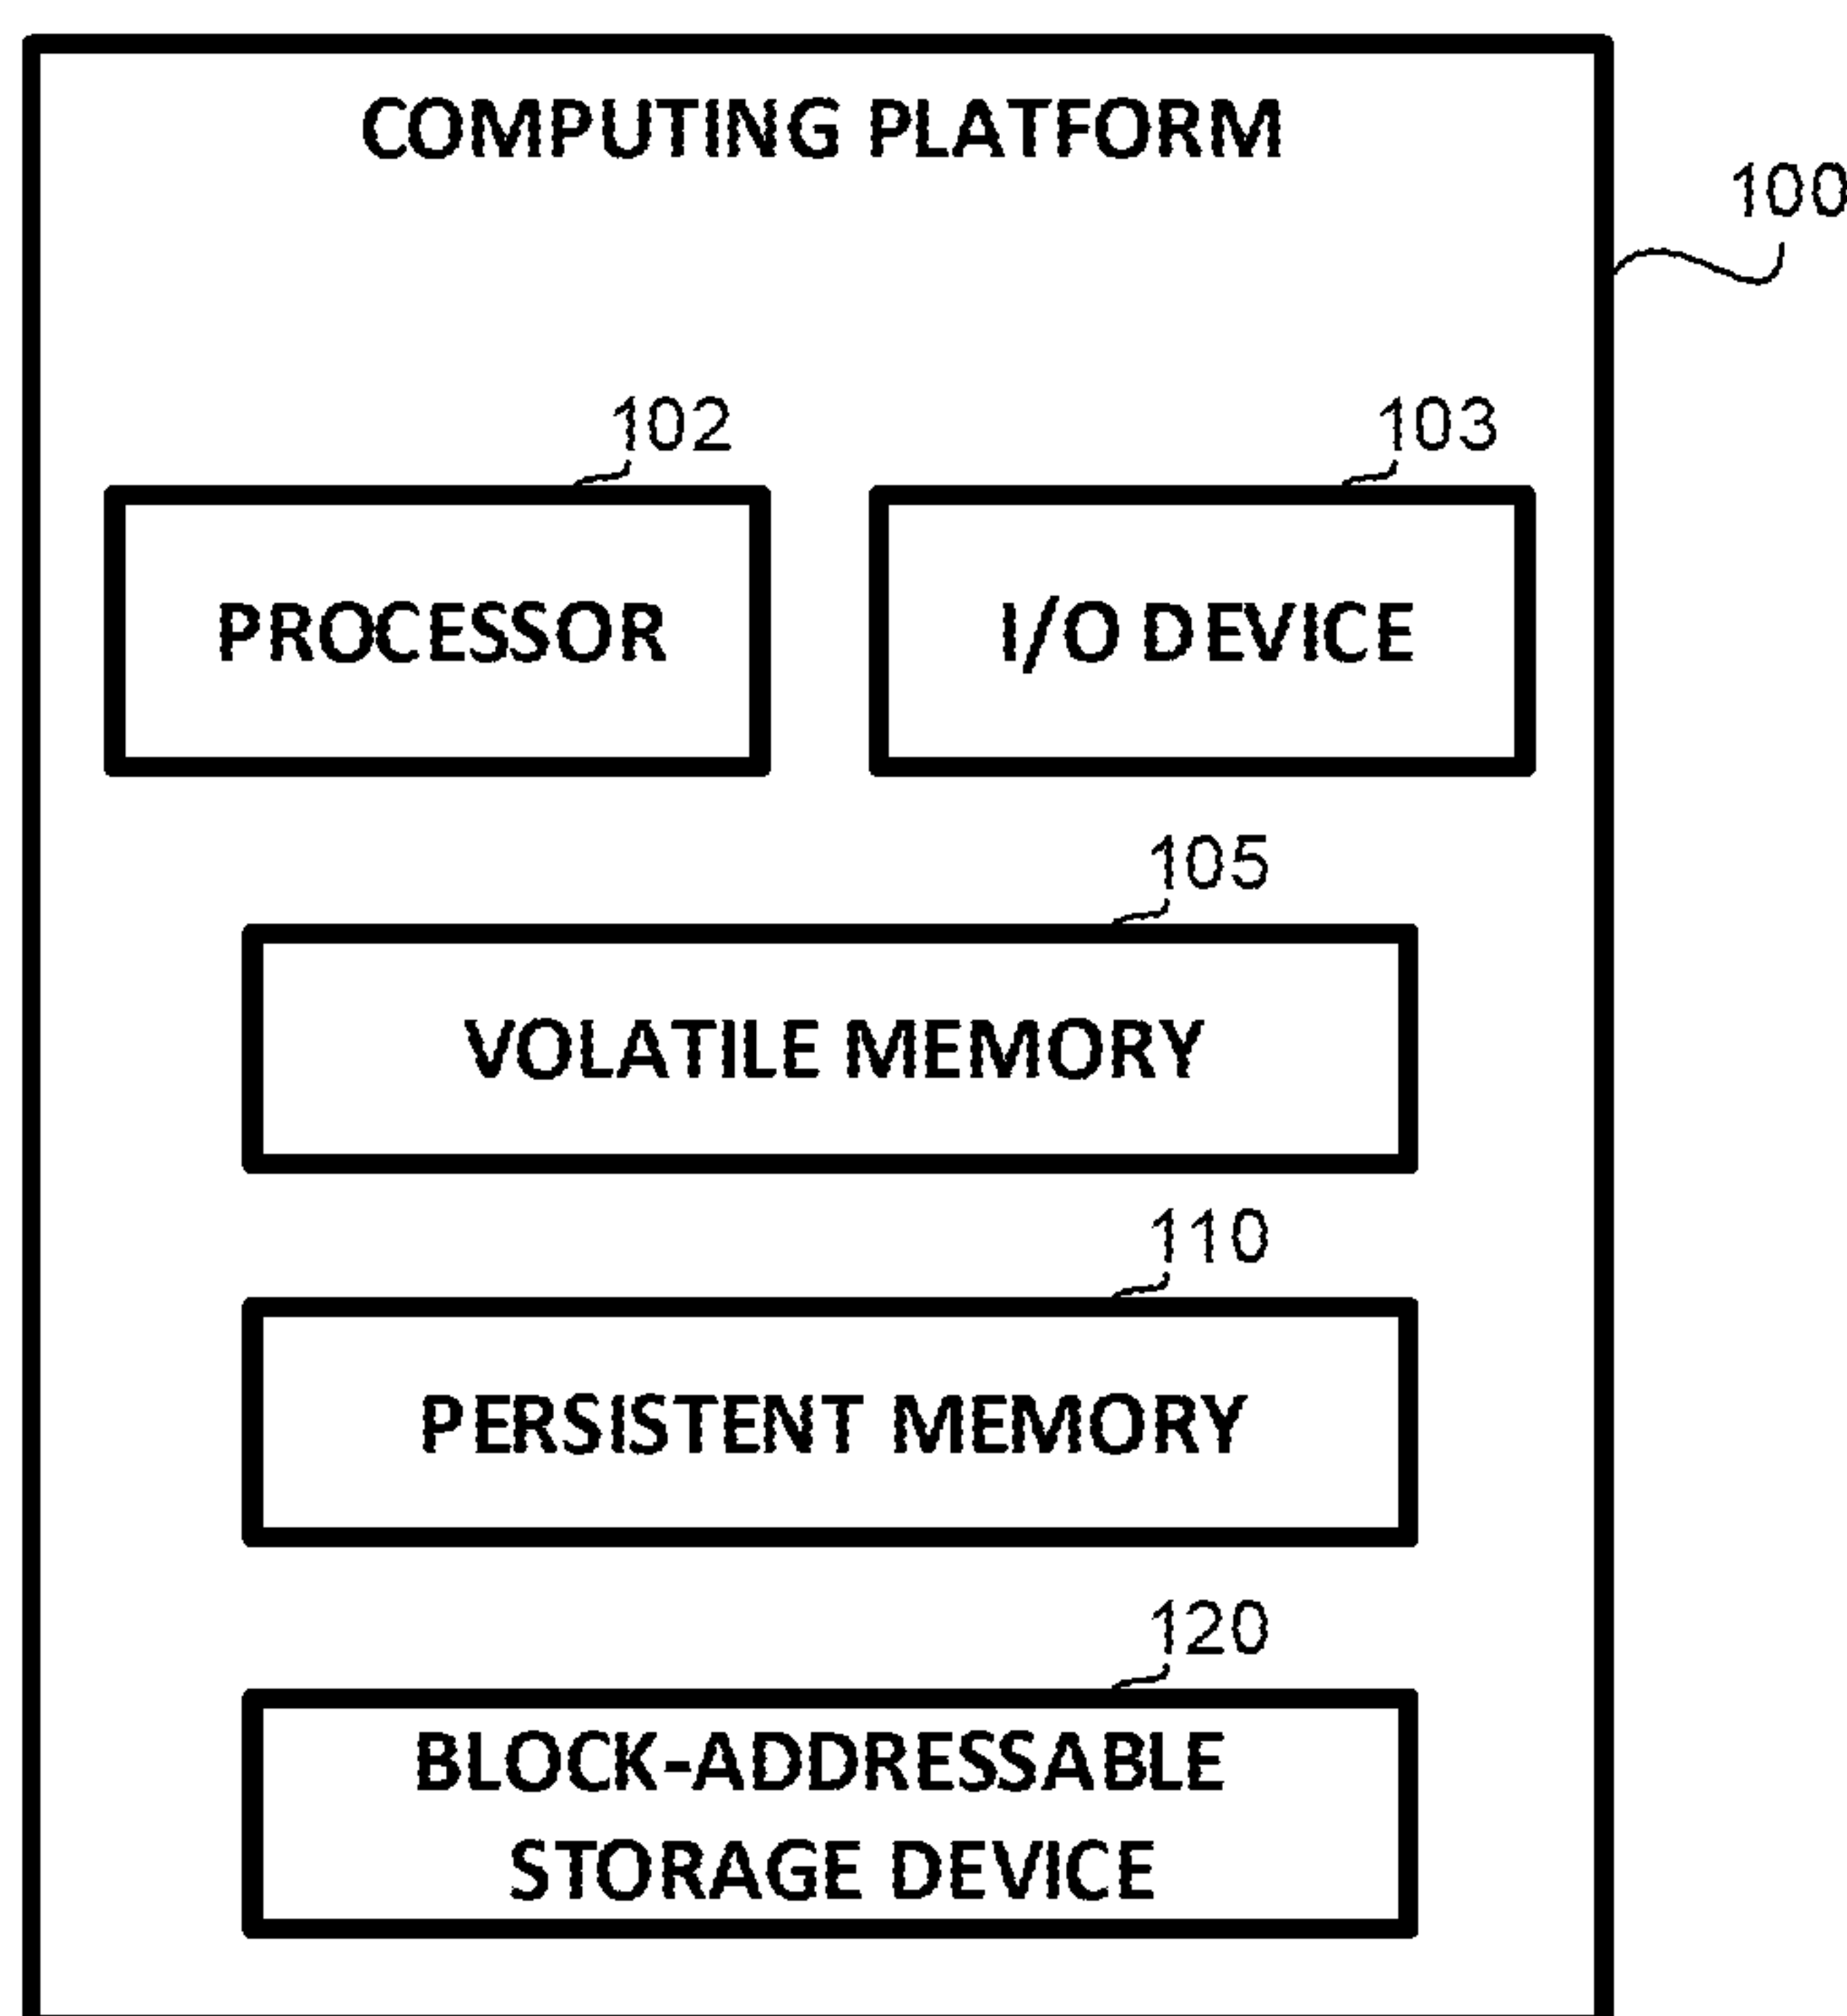 COMPUTING PLATFORM
100
102
103
PROCESSOR
I/O DEVICE
105
VOLATILE MEMORY
110
PERSISTENT MEMORY
120
BLOCK-ADDRESSABLE
STORAGE DEVICE